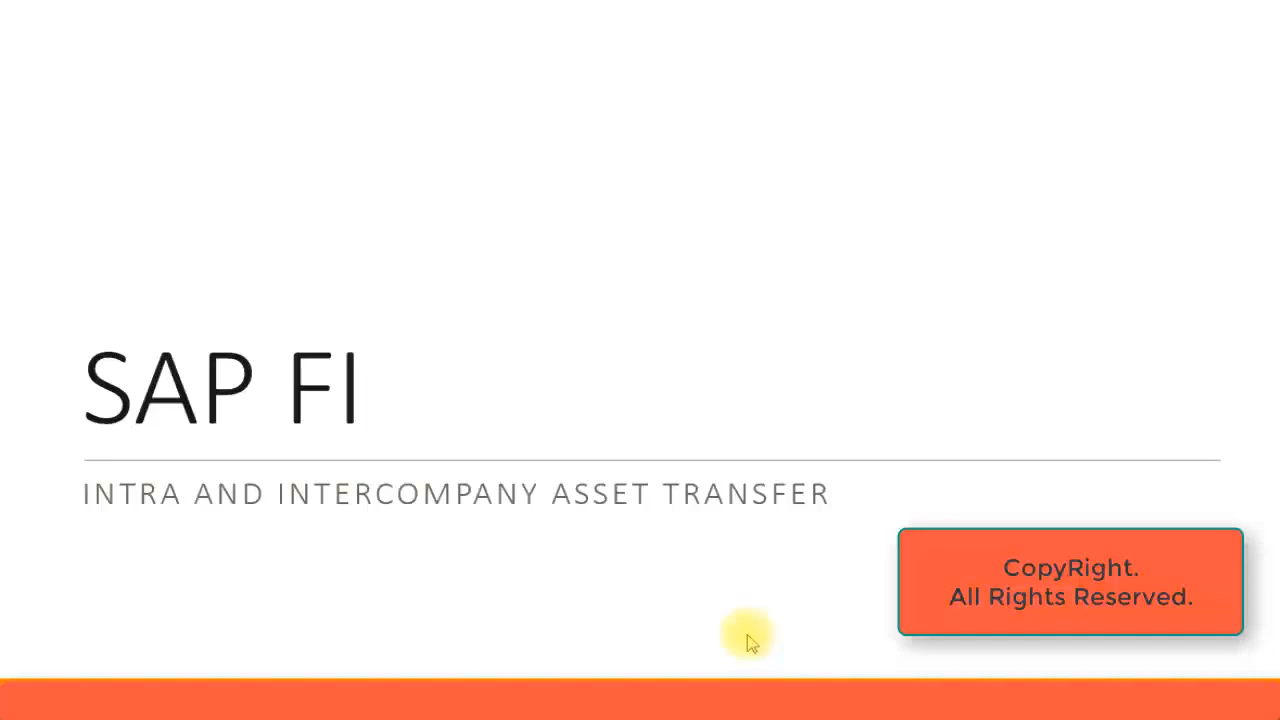 SAP FI
INTRA AND INTERCOMPANY ASSET TRANSFER
CopyRight.
All Rights Reserved.